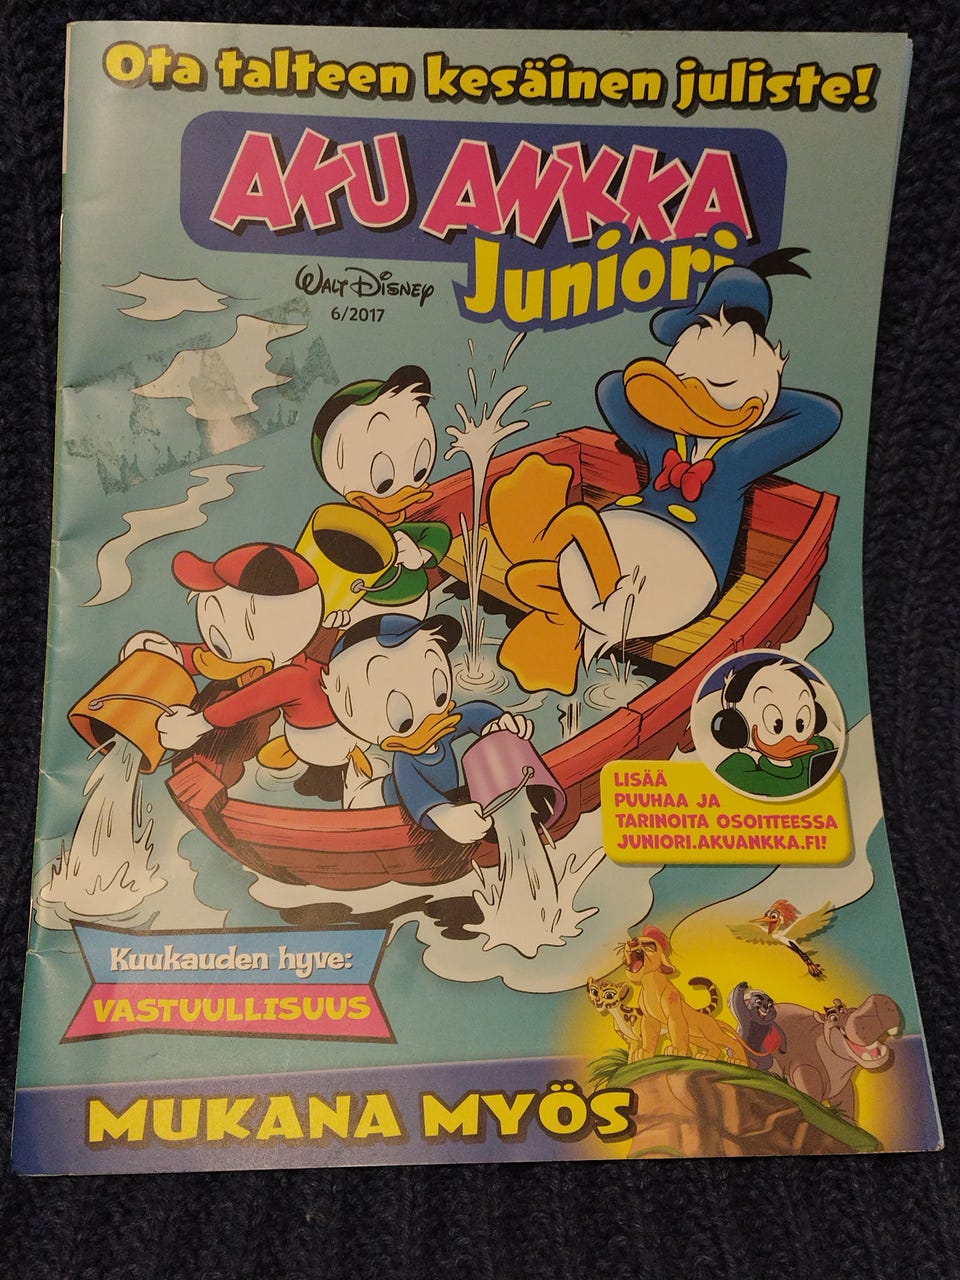 Ota talteen kesäinen juliste!
AKU ANKKA
Juniori
WALT DISNEY
6/2017
LISÄÄ
PUUHAA JA
TARINOITA OSOITTEESSA
JUNIORI.AKUANKKA.FI!
Kuukauden hyve:
VASTUULLISUUS
MUKANA MYÖS